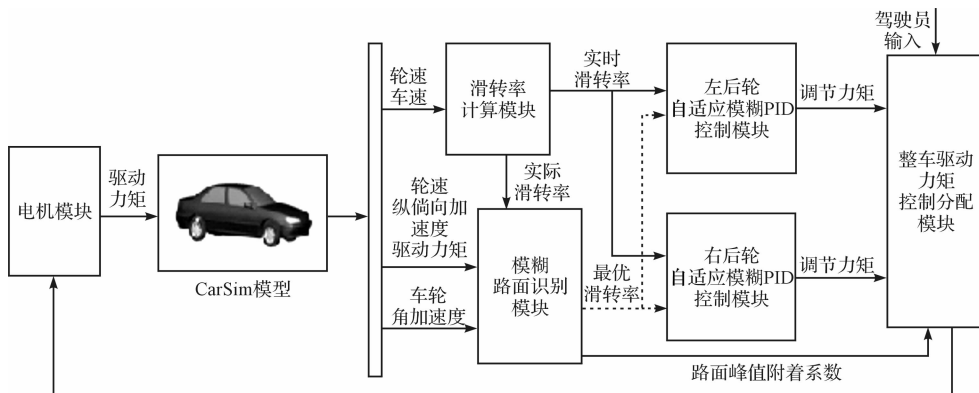 驾驶员
输入
轮速
车速
滑转率
计算模块
实时
滑转率
左后轮
自适应模糊PID
控制模块
调节力矩
整车驱动
力矩
控制分配
模块
电机模块
驱动
力矩
CarSim模型
实际
滑转率
轮速
纵倘向加
速度
驱动力矩
模糊
路面识别
模块
最优
滑转率
右后轮
自适应模糊PID
控制模块
调节力矩
车轮
角加速度
路面峰值附着系数